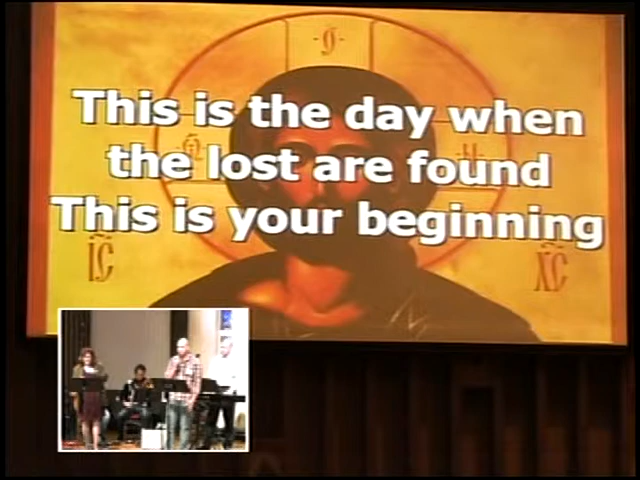 This is the day when
the lost are found
This is your beginning
IC
XC